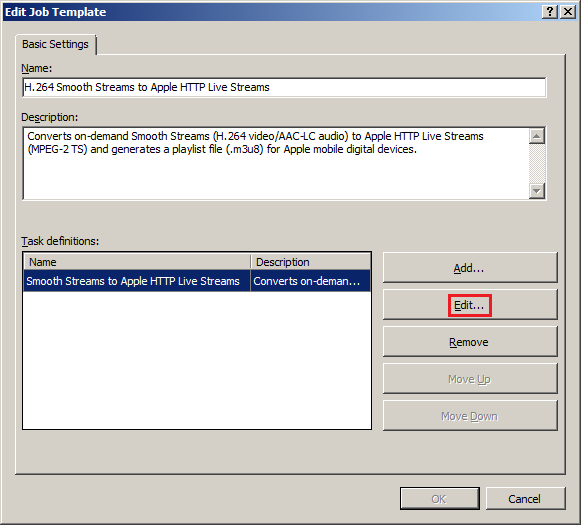 Edit Job Template
Basic Settings
Name:
H.264 Smooth Streams to Apple HTTP Live Streams
Description:
Converts on-demand Smooth Streams (H.264 video/AAC-LC audio) to Apple HTTP Live Streams
(MPEG-2 TS) and generates a playlist file (.m3u8) for Apple mobile digital devices.
Task definitions:
Name Description
Smooth Streams to Apple HTTP Live Streams Converts on-deman...
Add...
Edit...
Remove
Move Up
Move Down
OK Cancel